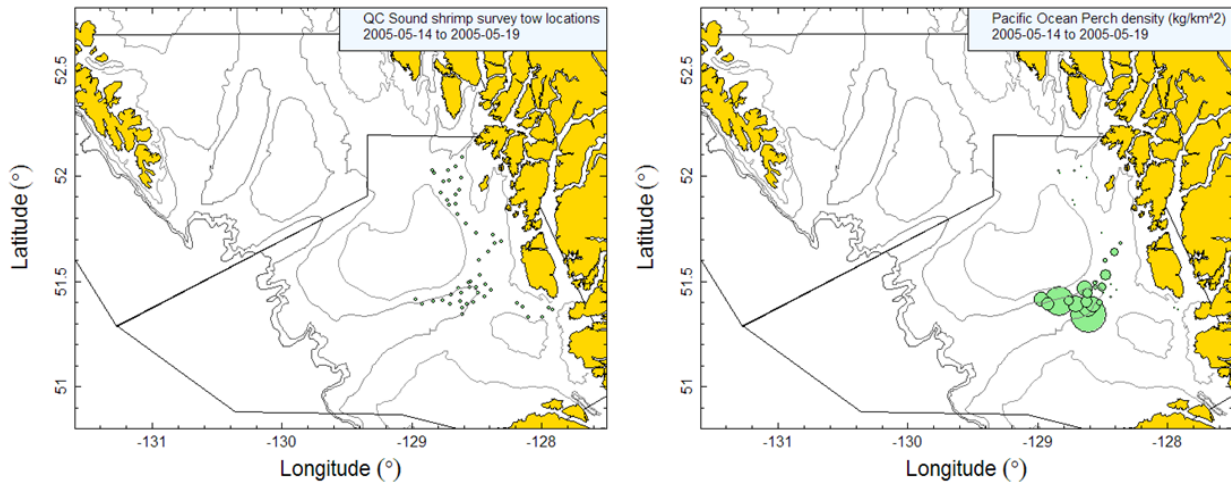 QC Sound shrimp survey tow locations
2005-05-14 to 2005-05-19
Latitude (°)
52.5
52
51.5
51
-131
-130
-129
-128
Longitude (°)
Pacific Ocean Perch density (kg/km^2)
2005-05-14 to 2005-05-19
Latitude (°)
52.5
52
51.5
51
-131
-130
-129
-128
Longitude (°)